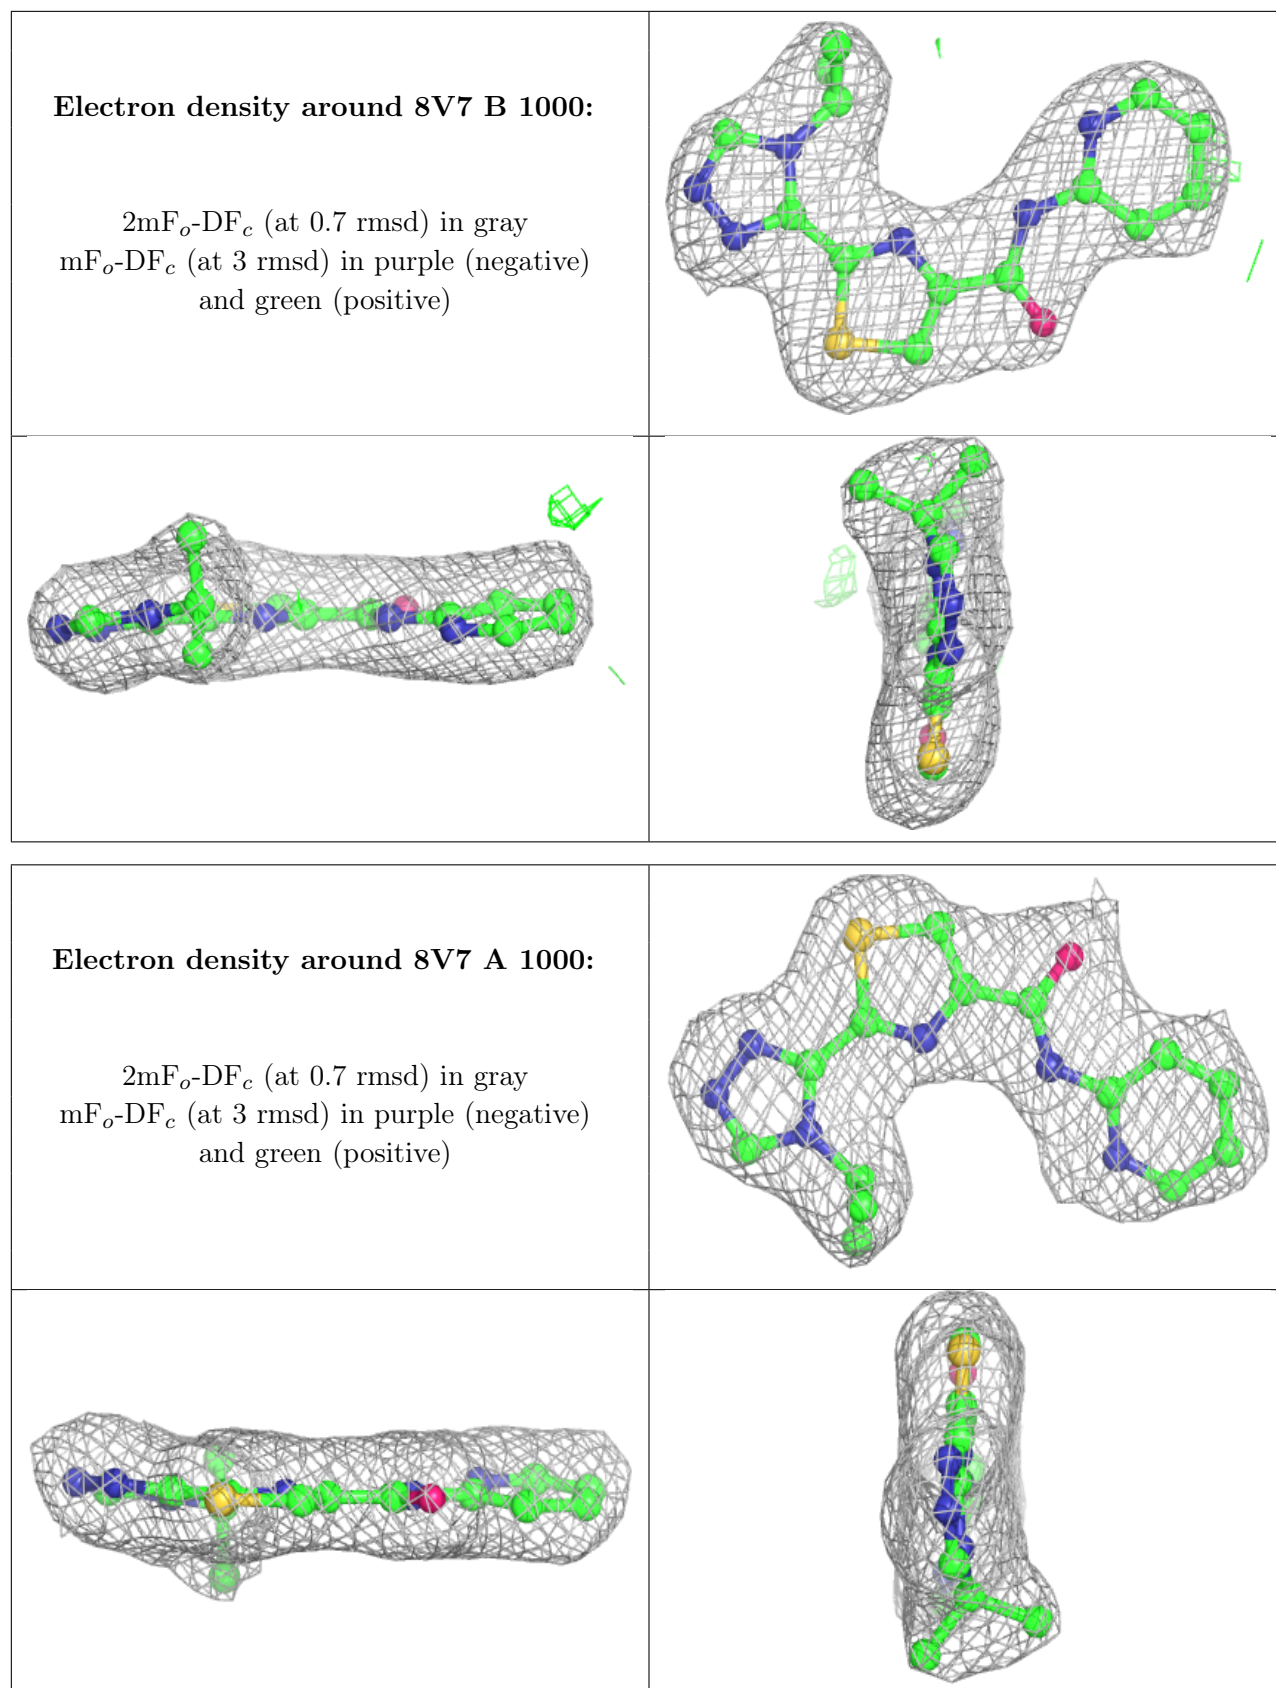 Electron density around 8V7 B 1000:
2mFo-DFc (at 0.7 rmsd) in gray
mFo-DFc (at 3 rmsd) in purple (negative)
and green (positive)
Electron density around 8V7 A 1000:
2mFo-DFc (at 0.7 rmsd) in gray
mFo-DFc (at 3 rmsd) in purple (negative)
and green (positive)